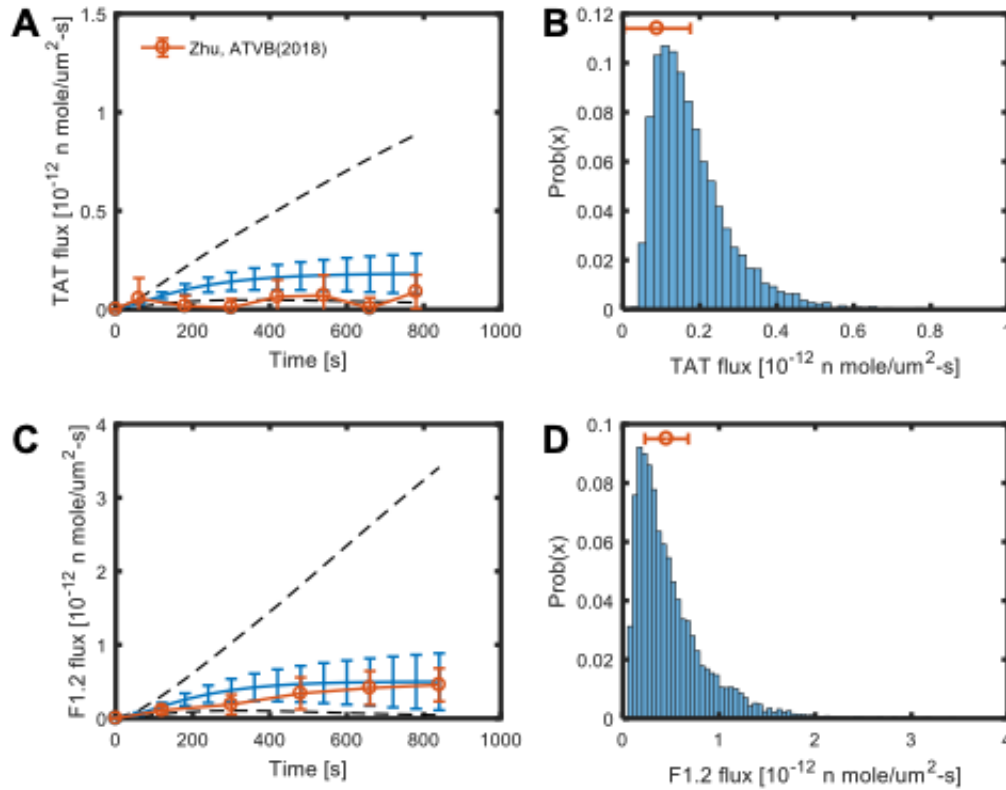 A
TAT flux [10^-12 n mole/um^2-s]
1.5
1
0.5
0
Zhu, ATVB(2018)
0 200 400 600 800 1000
Time [s]
B
Prob(x)
0.12
0.1
0.08
0.06
0.04
0.02
0
0 0.2 0.4 0.6 0.8 1
TAT flux [10^-12 n mole/um^2-s]
C
F1.2 flux [10^-12 n mole/um^2-s]
4
3
2
1
0
0 200 400 600 800 1000
Time [s]
D
Prob(x)
0.1
0.08
0.06
0.04
0.02
0
0 1 2 3 4
F1.2 flux [10^-12 n mole/um^2-s]